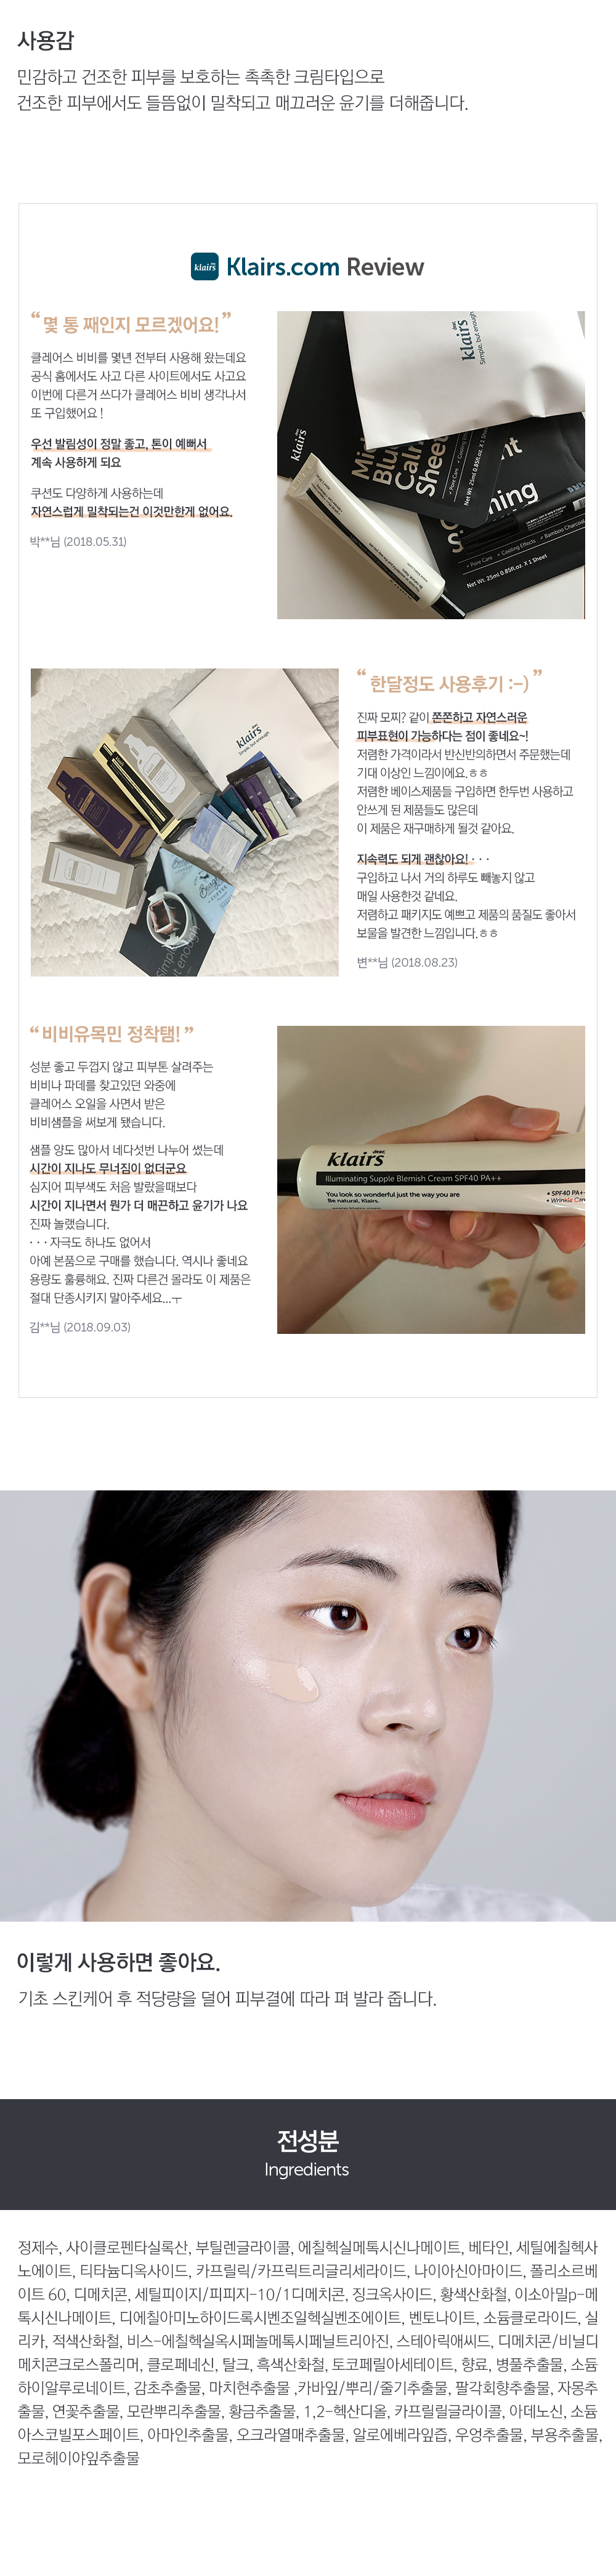 사용감
민감하고 건조한 피부를 보호하는 촉촉한 크림타입으로
건조한 피부에서도 들뜸없이 밀착되고 매끄러운 윤기를 더해줍니다.
klairs Klairs.com Review
“ 몇 통 째인지 모르겠어요! ”
클레어스 비비를 몇년 전부터 사용해 왔는데요
공식 홈에서도 사고 다른 사이트에서도 사고요
이번에 다른거 쓰다가 클레어스 비비 생각나서
또 구입했어요 !
우선 발림성이 정말 좋고, 톤이 예뻐서
계속 사용하게 되요
쿠션도 다양하게 사용하는데
자연스럽게 밀착되는건 이것만한게 없어요.
박**님 (2018.05.31)
klairs
Simple, but enough
klairs
Mid
Blu
Calm
Sheet
Net Wt. 25ml 0.85fl.oz. X 1 Sheet
• Pore Care • Cooling Effects • Bamboo Charcoal
Net Wt. 25ml 0.85fl.oz. X 1 Sheet
“ 한달정도 사용후기 :-) ”
진짜 모찌? 같이 쫀쫀하고 자연스러운
피부표현이 가능하다는 점이 좋네요~!
저렴한 가격이라서 반신반의하면서 주문했는데
기대 이상인 느낌이에요.ㅎㅎ
저렴한 베이스제품들 구입하면 한두번 사용하고
안쓰게 된 제품들도 많은데
이 제품은 재구매하게 될것 같아요.
지속력도 되게 괜찮아요! · · ·
구입하고 나서 거의 하루도 빼놓지 않고
매일 사용한것 같네요.
저렴하고 패키지도 예쁘고 제품의 품질도 좋아서
보물을 발견한 느낌입니다.ㅎㅎ
변**님 (2018.08.23)
klairs
Simple, but enough
“ 비비유목민 정착탬! ”
성분 좋고 두껍지 않고 피부톤 살려주는
비비나 파데를 찾고있던 와중에
클레어스 오일을 사면서 받은
비비샘플을 써보게 됐습니다.
샘플 양도 많아서 네다섯번 나누어 썼는데
시간이 지나도 무너짐이 없더군요
심지어 피부색도 처음 발랐을때보다
시간이 지나면서 뭔가 더 매끈하고 윤기가 나요
진짜 놀랬습니다.
· · · 자극도 하나도 없어서
아예 본품으로 구매를 했습니다. 역시나 좋네요
용량도 훌륭해요. 진짜 다른건 몰라도 이 제품은
절대 단종시키지 말아주세요...ㅜ
김**님 (2018.09.03)
dear, klairs
Illuminating Supple Blemish Cream SPF40 PA++
You look so wonderful just the way you are
Be natural, Klairs.
• SPF40 PA+
• Wrinkle Ca
이렇게 사용하면 좋아요.
기초 스킨케어 후 적당량을 덜어 피부결에 따라 펴 발라 줍니다.
전성분
Ingredients
정제수, 사이클로펜타실록산, 부틸렌글라이콜, 에칠헥실메톡시신나메이트, 베타인, 세틸에칠헥사
노에이트, 티타늄디옥사이드, 카프릴릭/카프릭트리글리세라이드, 나이아신아마이드, 폴리소르베
이트 60, 디메치콘, 세틸피이지/피피지-10/1디메치콘, 징크옥사이드, 황색산화철, 이소아밀p-메
톡시신나메이트, 디에칠아미노하이드록시벤조일헥실벤조에이트, 벤토나이트, 소듐클로라이드, 실
리카, 적색산화철, 비스-에칠헥실옥시페놀메톡시페닐트리아진, 스테아릭애씨드, 디메치콘/비닐디
메치콘크로스폴리머, 클로페네신, 탈크, 흑색산화철, 토코페릴아세테이트, 향료, 병풀추출물, 소듐
하이알루로네이트, 감초추출물, 마치현추출물 ,카바잎/뿌리/줄기추출물, 팔각회향추출물, 자몽추
출물, 연꽃추출물, 모란뿌리추출물, 황금추출물, 1,2-헥산디올, 카프릴릴글라이콜, 아데노신, 소듐
아스코빌포스페이트, 아마인추출물, 오크라열매추출물, 알로에베라잎즙, 우엉추출물, 부용추출물,
모로헤이야잎추출물